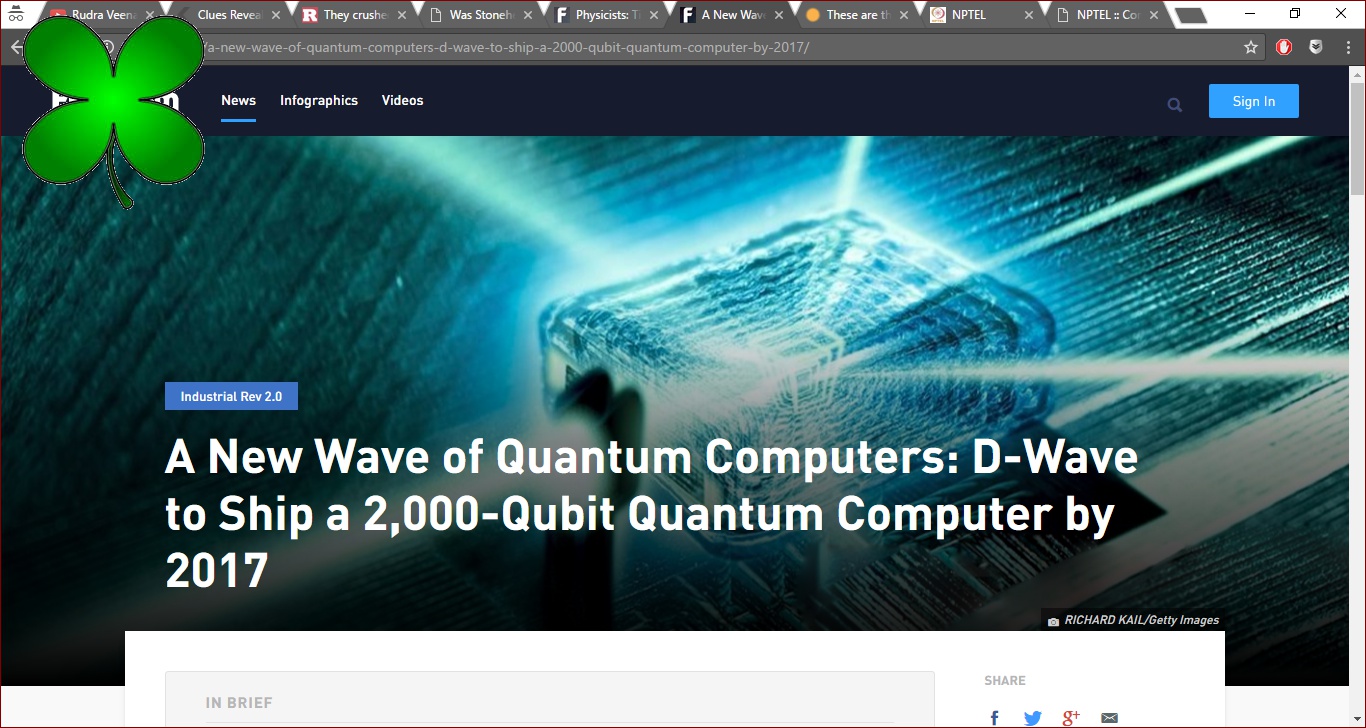 Rudra Veena
Clues Reveal
They crushe
Was Stoneh
Physicists: Ti
A New Wav
These are th
NPTEL
NPTEL :: Co
/a-new-wave-of-quantum-computers-d-wave-to-ship-a-2000-qubit-quantum-computer-by-2017/
News Infographics Videos
Sign In
Industrial Rev 2.0
A New Wave of Quantum Computers: D-Wave
to Ship a 2,000-Qubit Quantum Computer by
2017
RICHARD KAIL/Getty Images
IN BRIEF
SHARE